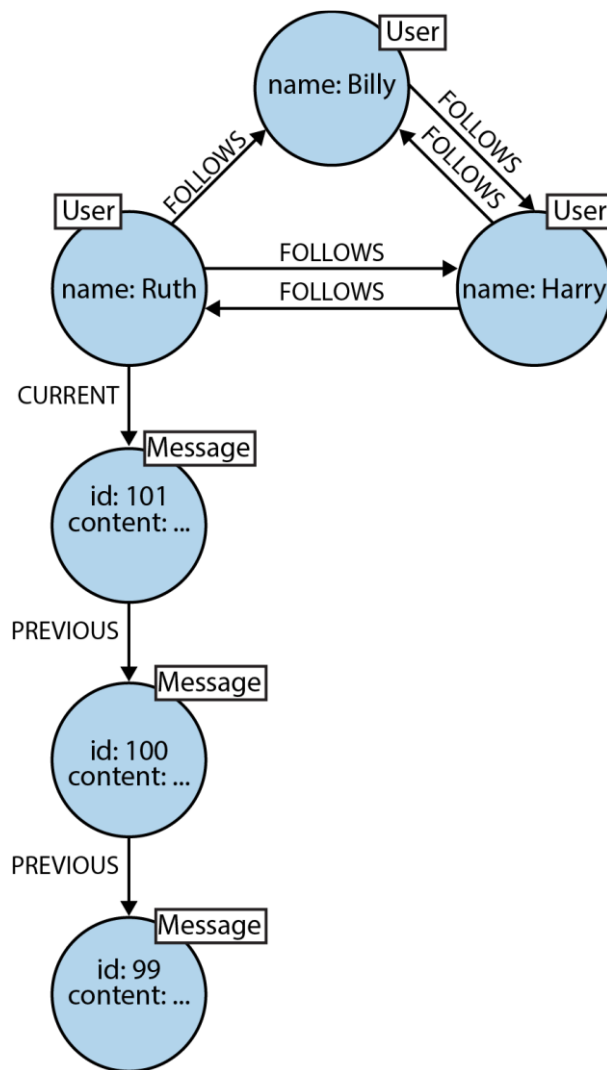 User
name: Billy
FOLLOWS
FOLLOWS
FOLLOWS
User
User
FOLLOWS
name: Ruth
name: Harry
FOLLOWS
CURRENT
Message
id: 101
content: ...
PREVIOUS
Message
id: 100
content: ...
PREVIOUS
Message
id: 99
content: ...